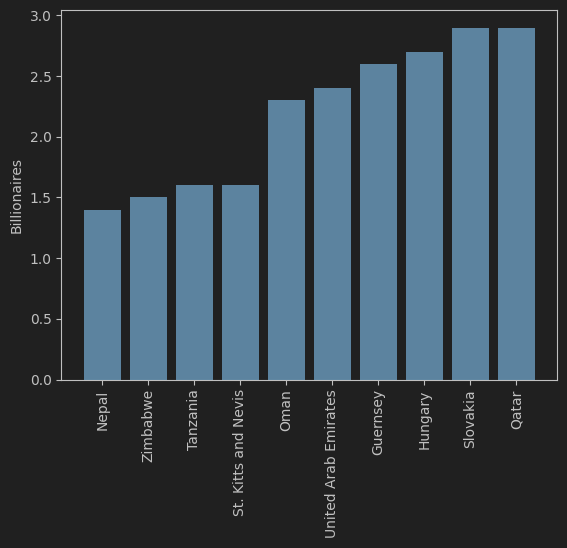 3.0
2.5
2.0
1.5
1.0
0.5
0.0
Billionaires
Nepal
Zimbabwe
Tanzania
St. Kitts and Nevis
Oman
United Arab Emirates
Guernsey
Hungary
Slovakia
Qatar